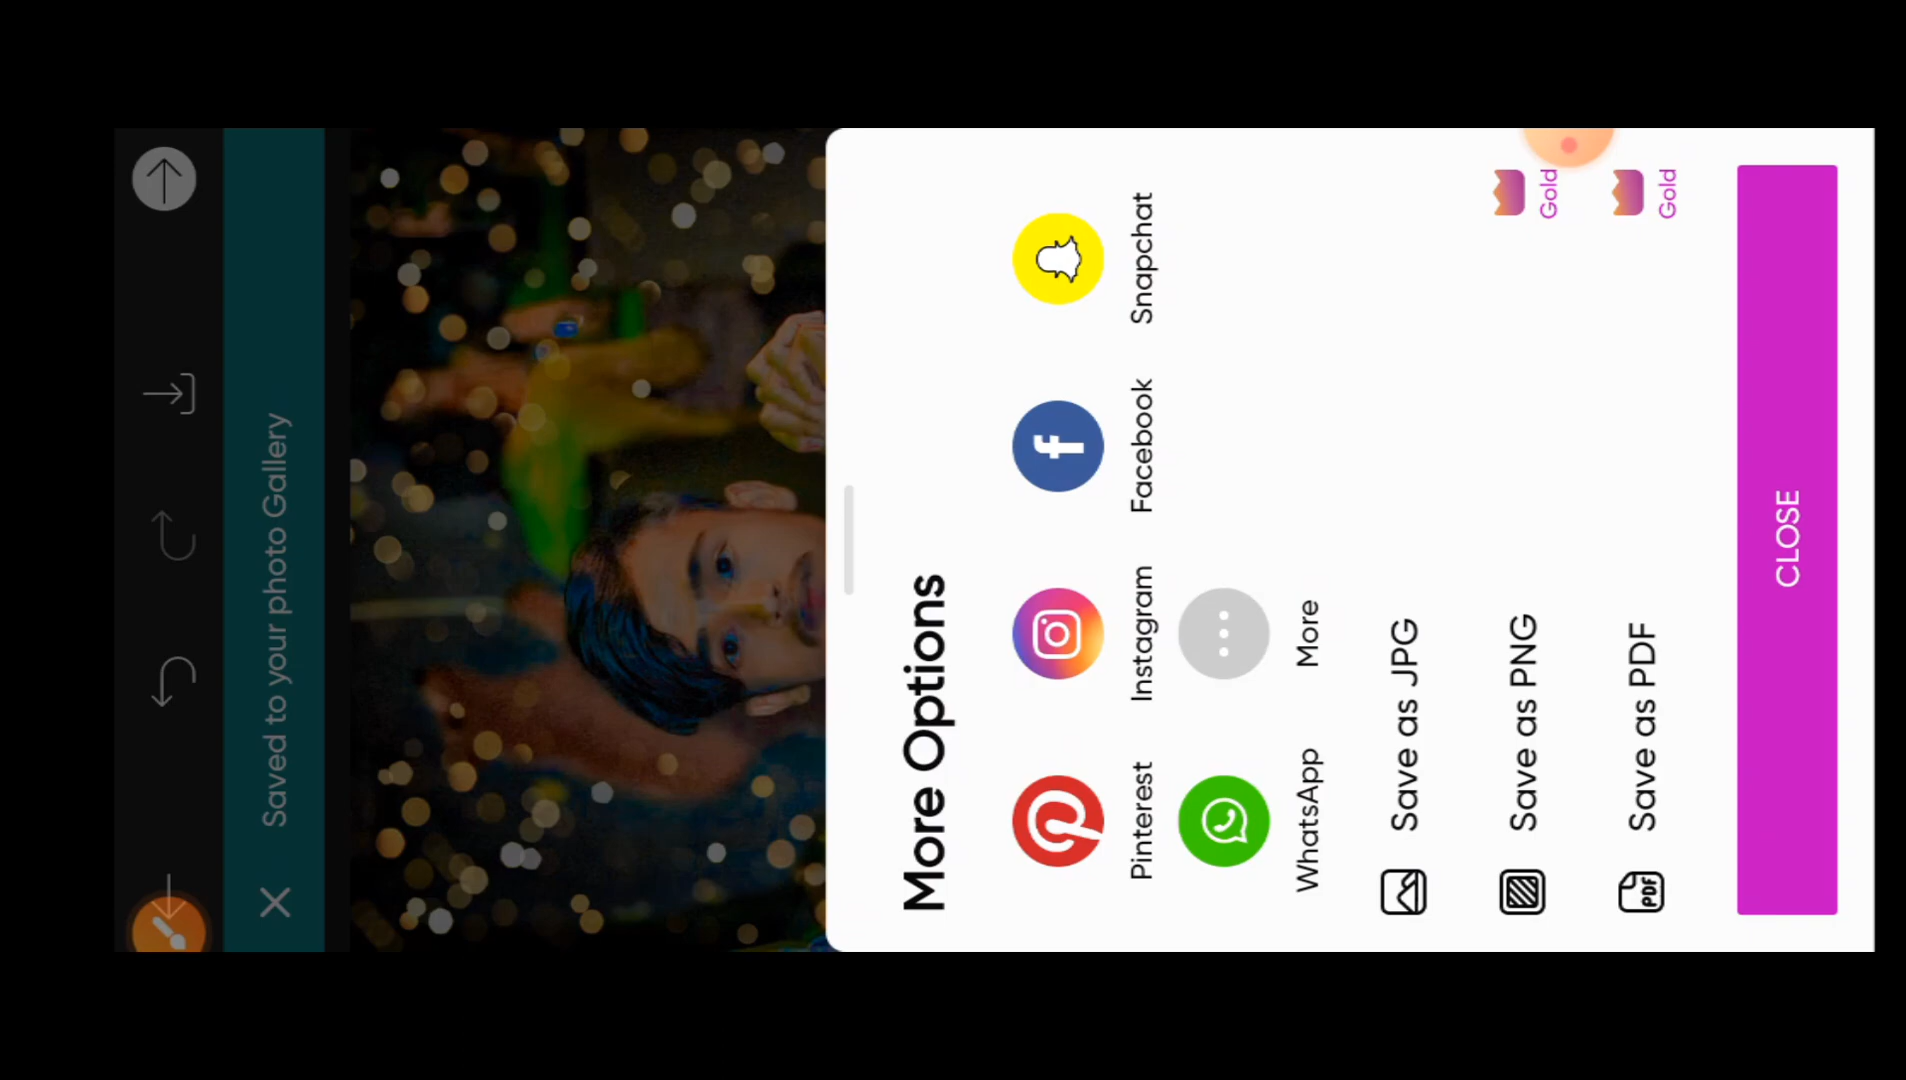 Saved to your photo Gallery
More Options
Pinterest
Instagram
Facebook
Snapchat
WhatsApp
More
Save as JPG
Save as PNG
Gold
PDF
Save as PDF
Gold
CLOSE